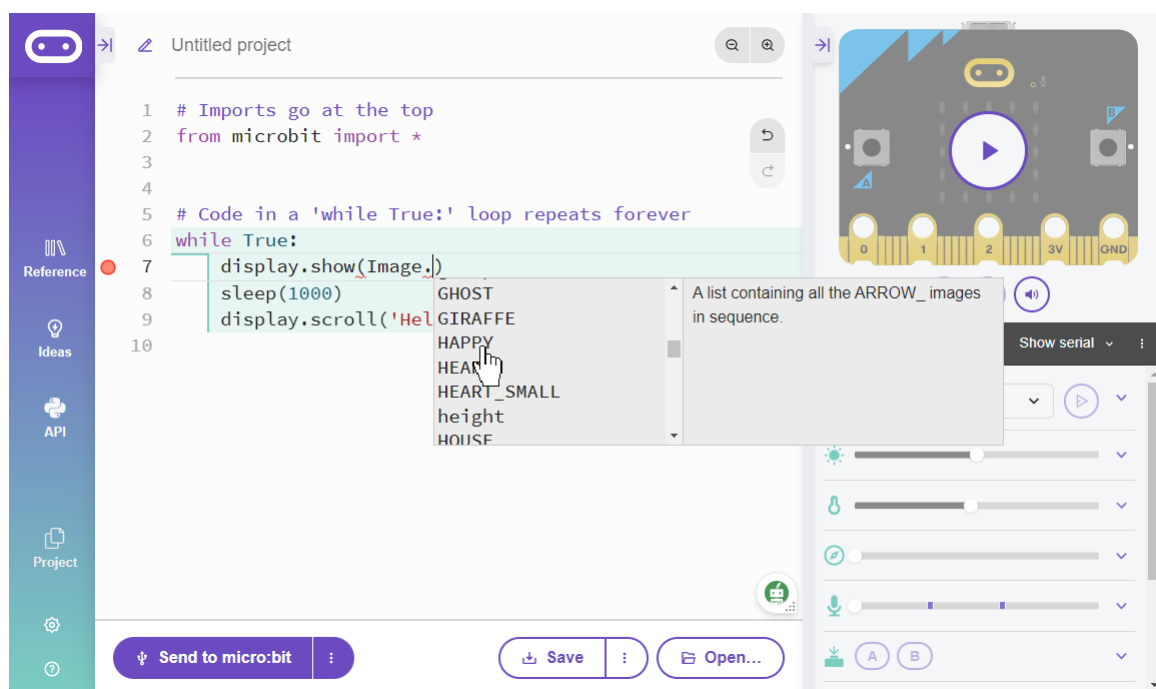 Untitled project
1 # Imports go at the top
2 from microbit import *
3
4
5 # Code in a 'while True:' loop repeats forever
6 while True:
7 display.show(Image.)
8 sleep(1000)
9 display.scroll('Hel
10
GHOST
GIRAFFE
HAPPY
HEART_SMALL
height
HOUSE
A list containing all the ARROW_ images
in sequence.
Reference
Ideas
API
Project
Send to micro:bit
Save
Open...
A
B
0 1 2 3V GND
Show serial
A B